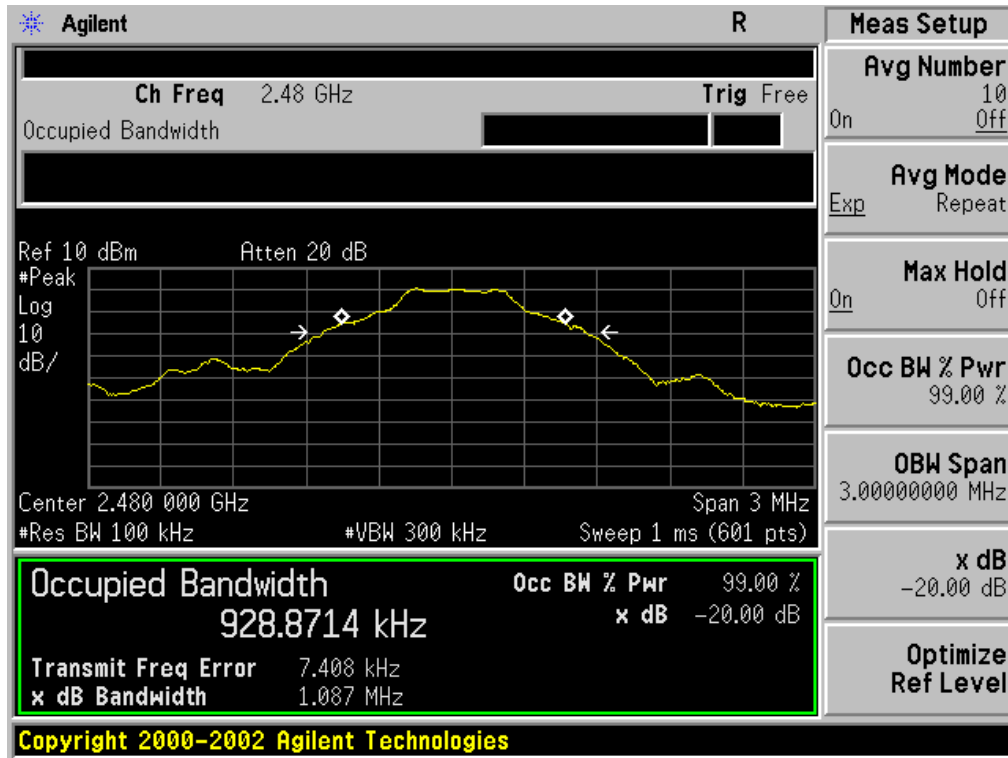 Agilent R Meas Setup
Ch Freq 2.48 GHz Trig Free
Occupied Bandwidth
Ref 10 dBm Atten 20 dB
#Peak
Log
10
dB/
Center 2.480 000 GHz Span 3 MHz
#Res BW 100 kHz #VBW 300 kHz Sweep 1 ms (601 pts)
Occupied Bandwidth
928.8714 kHz
Occ BW % Pwr 99.00 %
x dB -20.00 dB
Transmit Freq Error 7.408 kHz
x dB Bandwidth 1.087 MHz
Copyright 2000-2002 Agilent Technologies
Avg Number
10
On Off
Avg Mode
Exp Repeat
Max Hold
On Off
Occ BW % Pwr
99.00 %
OBW Span
3.00000000 MHz
x dB
-20.00 dB
Optimize
Ref Level